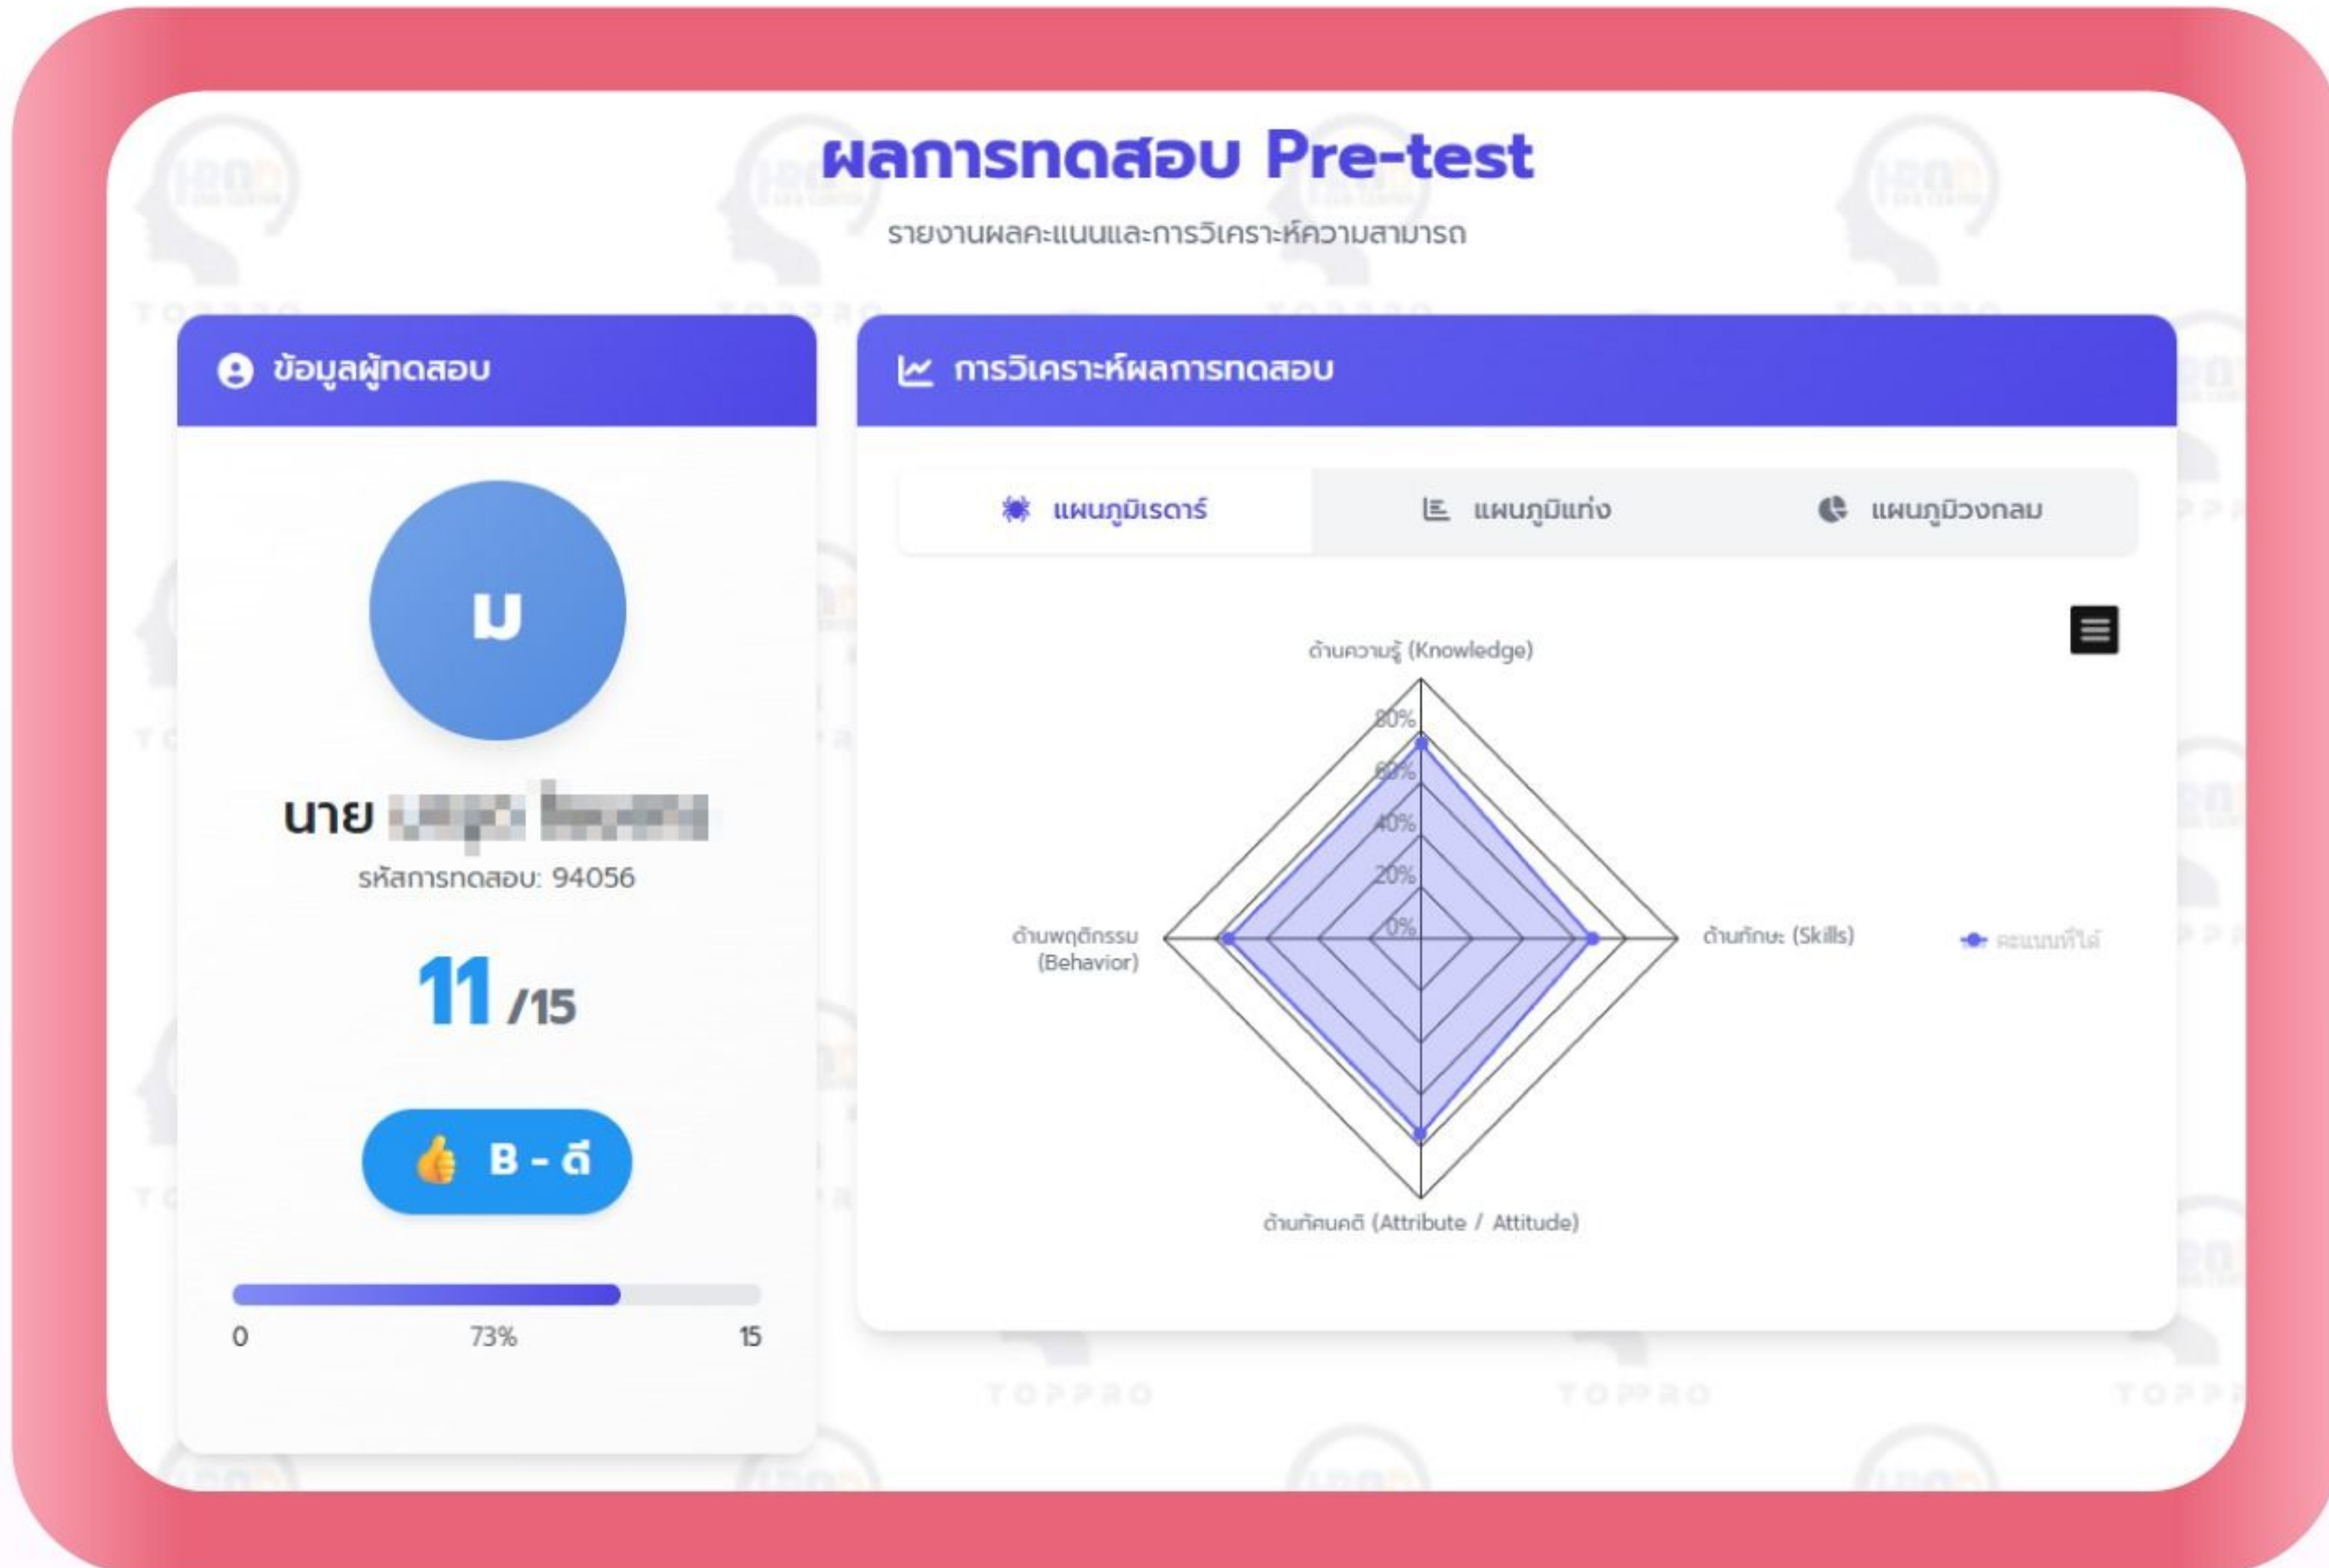 ผลการทดสอบ Pre-test
รายงานผลคะแนนและการวิเคราะห์ความสามารถ
ข้อมูลผู้ทดสอบ
ม
นาย
รหัสการทดสอบ: 94056
11 /15
B - ดี
0 73% 15
การวิเคราะห์ผลการทดสอบ
แผนภูมิเรดาร์ แผนภูมิแท่ง แผนภูมิวงกลม
ด้านความรู้ (Knowledge)
80%
60%
40%
20%
0%
ด้านพฤติกรรม
(Behavior)
ด้านทักษะ (Skills)
คะแนนที่ได้
ด้านทัศนคติ (Attribute / Attitude)
TOPPRO
TOPPRO